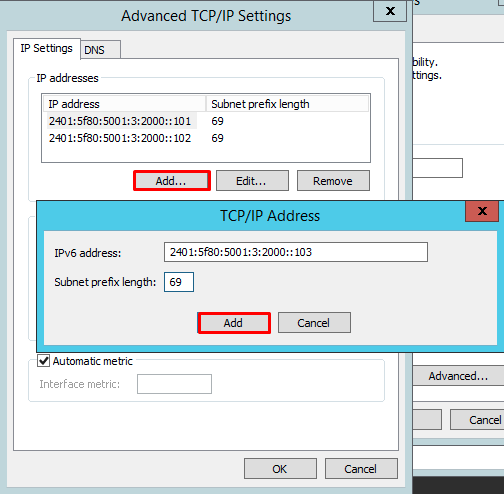 Advanced TCP/IP Settings
X
IP Settings
DNS
IP addresses
IP address Subnet prefix length
2401:5f80:5001:3:2000::101 69
2401:5f80:5001:3:2000::102 69
Add... Edit... Remove
bility.
ttings.
TCP/IP Address
X
IPv6 address: 2401:5f80:5001:3:2000::103
Subnet prefix length: 69
Add Cancel
Automatic metric
Interface metric:
Advanced...
Cancel
OK Cancel